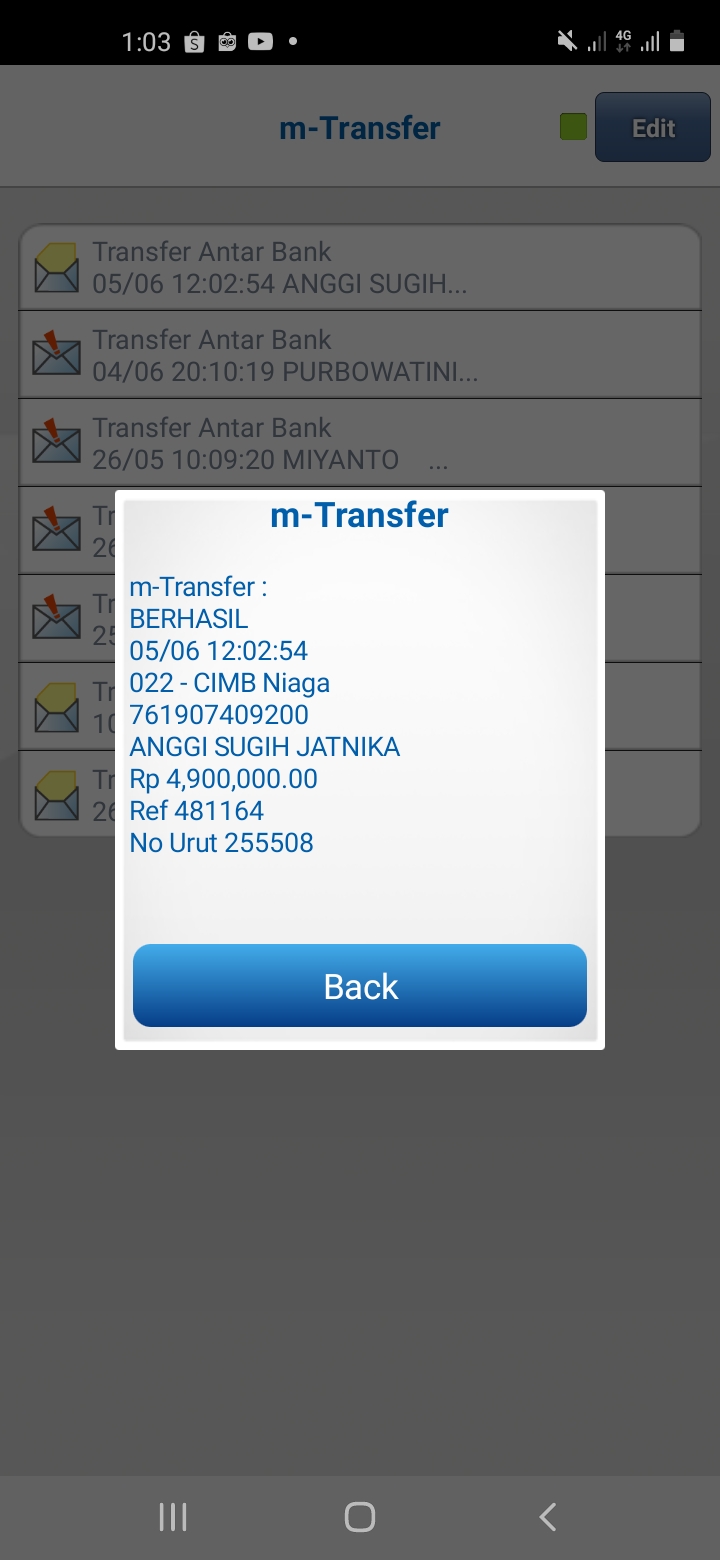 1:03
4G
m-Transfer
Edit
Transfer Antar Bank
05/06 12:02:54 ANGGI SUGIH...
Transfer Antar Bank
04/06 20:10:19 PURBOWATINI...
Transfer Antar Bank
26/05 10:09:20 MIYANTO ...
Tr
26
Tr
25
Tr
10
Tr
26
m-Transfer
m-Transfer :
BERHASIL
05/06 12:02:54
022 - CIMB Niaga
761907409200
ANGGI SUGIH JATNIKA
Rp 4,900,000.00
Ref 481164
No Urut 255508
Back